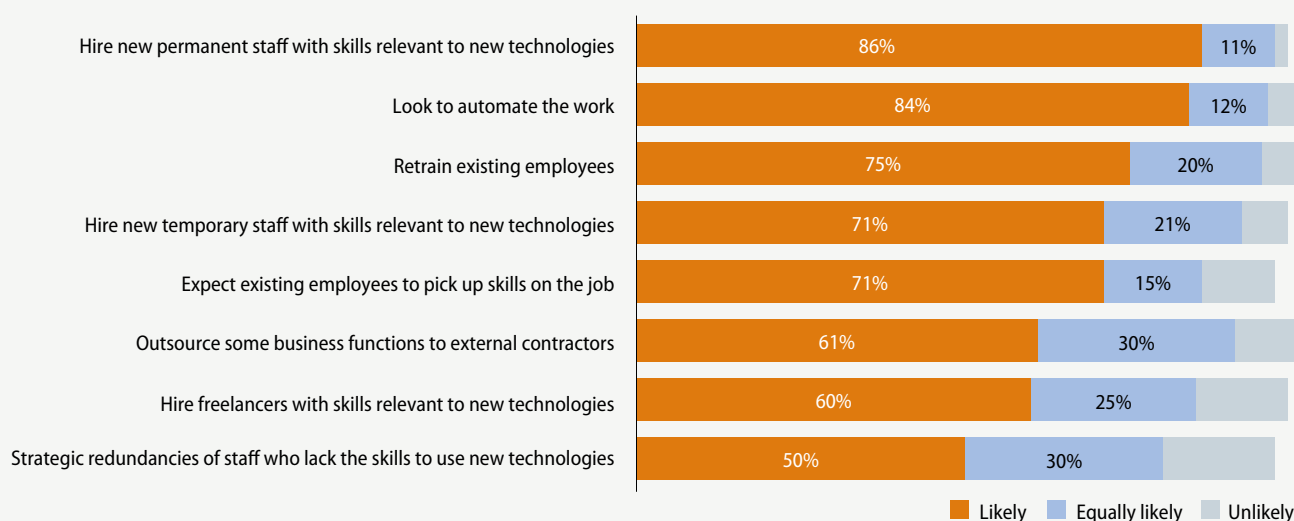 Hire new permanent staff with skills relevant to new technologies 86% 11%
Look to automate the work 84% 12%
Retrain existing employees 75% 20%
Hire new temporary staff with skills relevant to new technologies 71% 21%
Expect existing employees to pick up skills on the job 71% 15%
Outsource some business functions to external contractors 61% 30%
Hire freelancers with skills relevant to new technologies 60% 25%
Strategic redundancies of staff who lack the skills to use new technologies 50% 30%
Likely Equally likely Unlikely